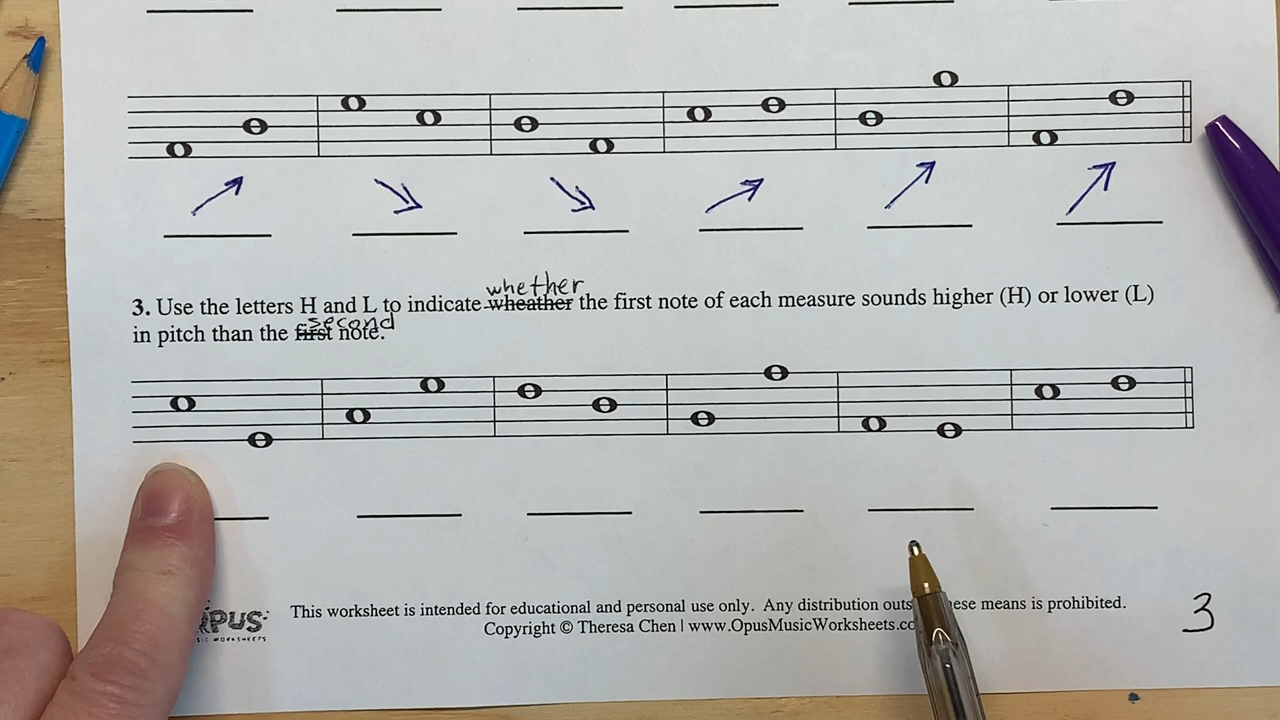 whether
3. Use the letters H and L to indicate wheather the first note of each measure sounds higher (H) or lower (L)
second
in pitch than the first note.
PUS
This worksheet is intended for educational and personal use only. Any distribution means is prohibited.
Copyright © Theresa Chen | www.OpusMusicWorksheets.co
3